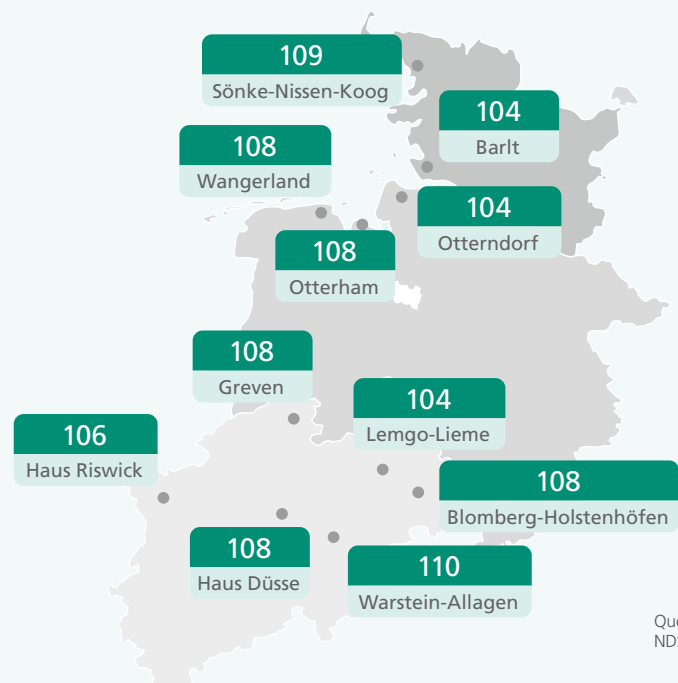 109
Sönke-Nissen-Koog
104
Barlt
108
Wangerland
104
Otterndorf
108
Otterham
108
Greven
104
Lemgo-Lieme
106
Haus Riswick
108
Blomberg-Holstenhöfen
108
Haus Düsse
110
Warstein-Allagen